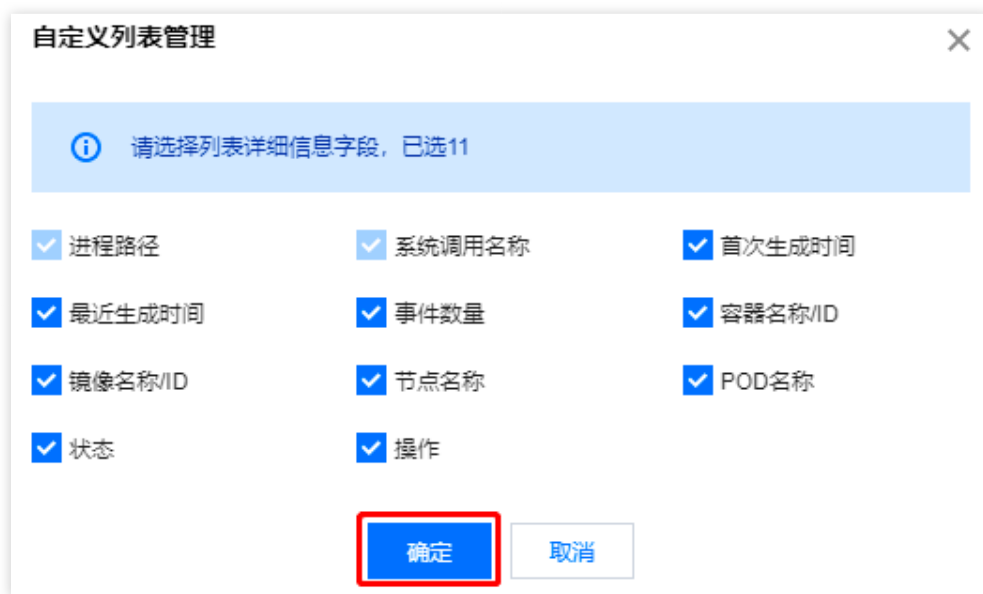 自定义列表管理
请选择列表详细信息字段，已选11
进程路径 系统调用名称 首次生成时间
最近生成时间 事件数量 容器名称/ID
镜像名称/ID 节点名称 POD名称
状态 操作
确定 取消